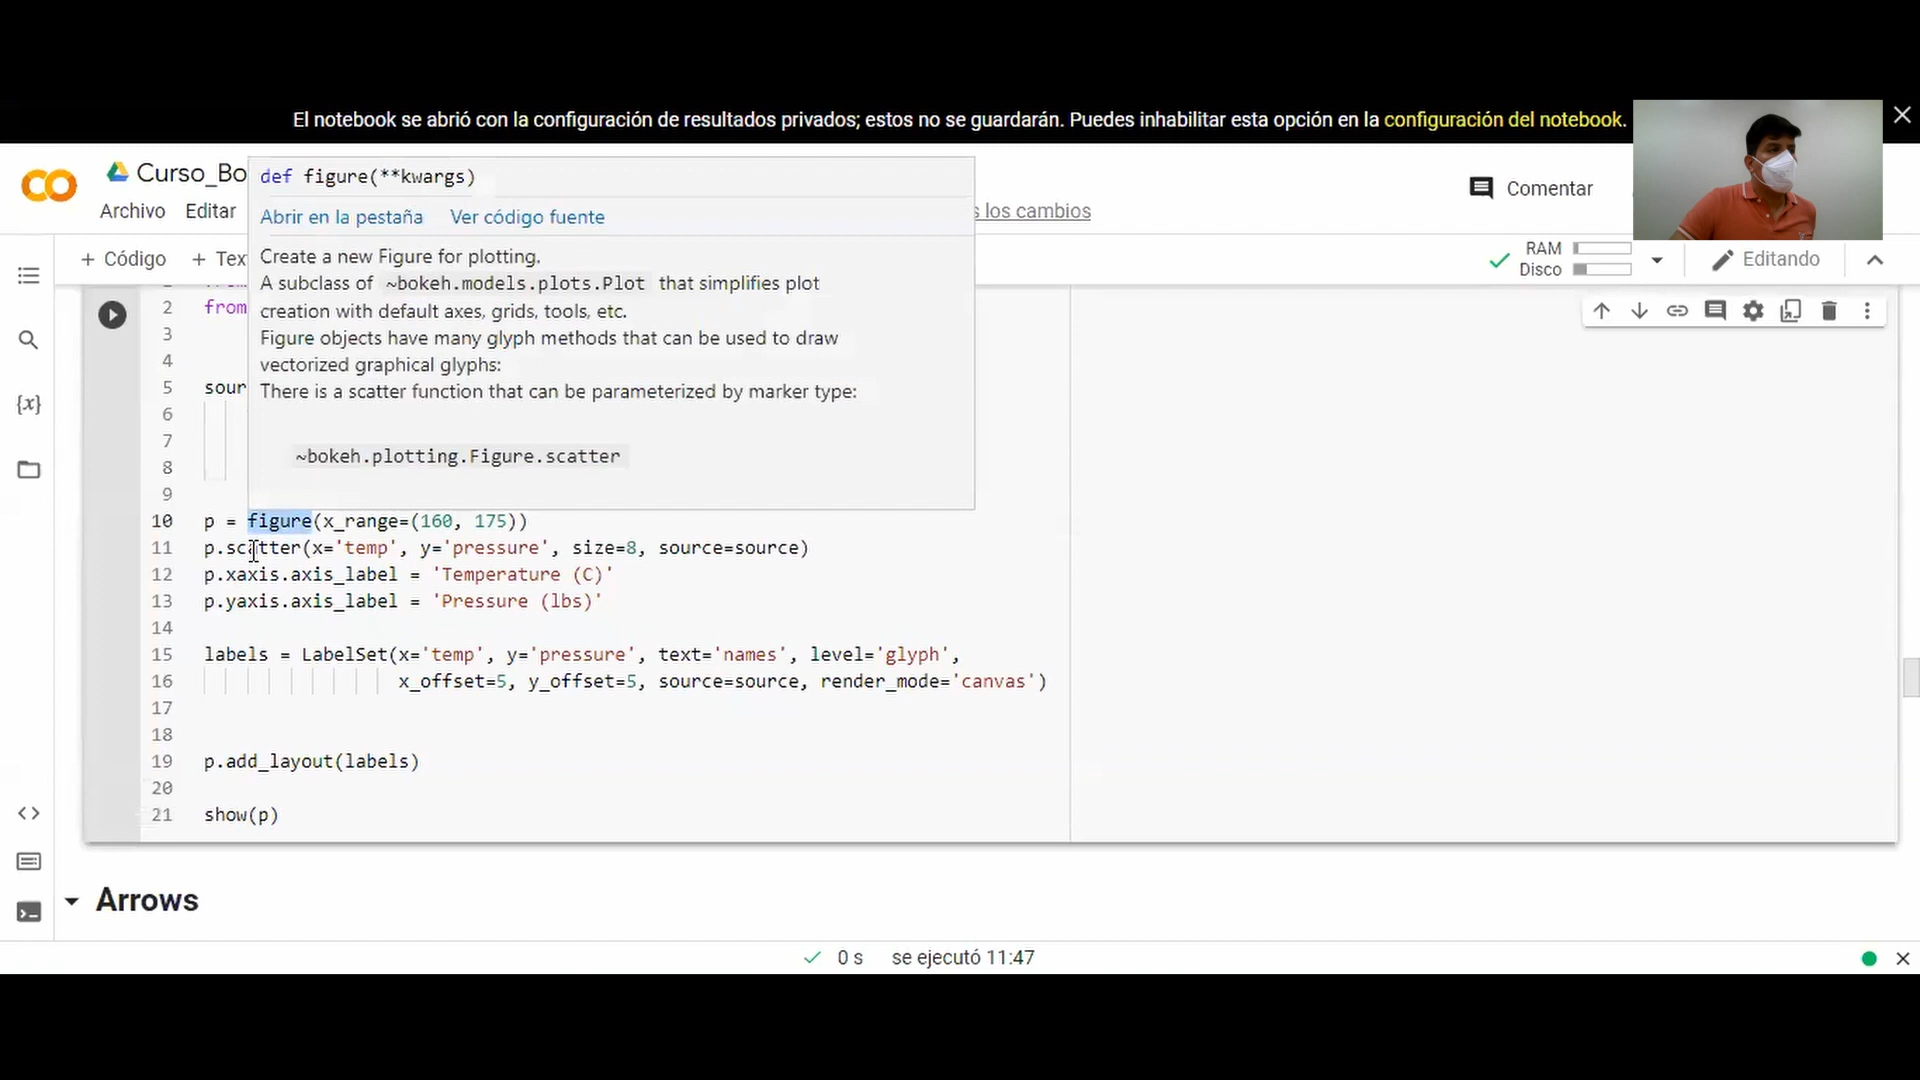 El notebook se abrió con la configuración de resultados privados; estos no se guardarán. Puedes inhabilitar esta opción en la configuración del notebook.
Curso_Bo
Archivo Editar
los cambios
Comentar
def figure(**kwargs)
Abrir en la pestaña Ver código fuente
+ Código + Tex
RAM
Disco
Editando
Create a new Figure for plotting.
A subclass of ~bokeh.models.plots.Plot that simplifies plot
creation with default axes, grids, tools, etc.
Figure objects have many glyph methods that can be used to draw
vectorized graphical glyphs:
There is a scatter function that can be parameterized by marker type:
~bokeh.plotting.Figure.scatter
2 from
3
4
5 sour
6
7
8
9
10 p = figure(x_range=(160, 175))
11 p.scatter(x='temp', y='pressure', size=8, source=source)
12 p.xaxis.axis_label = 'Temperature (C)'
13 p.yaxis.axis_label = 'Pressure (lbs)'
14
15 labels = LabelSet(x='temp', y='pressure', text='names', level='glyph',
16 x_offset=5, y_offset=5, source=source, render_mode='canvas')
17
18
19 p.add_layout(labels)
20
21 show(p)
Arrows
0 s se ejecutó 11:47